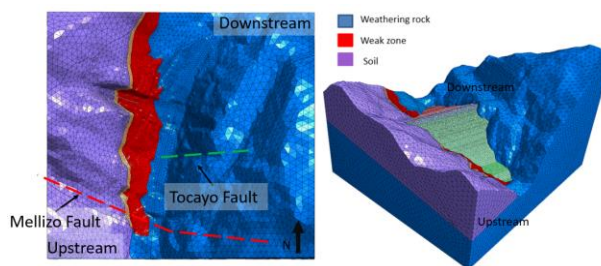 Downstream
Tocayo Fault
Mellizo Fault
Upstream
N
Weathering rock
Weak zone
Soil
Downstream
Upstream